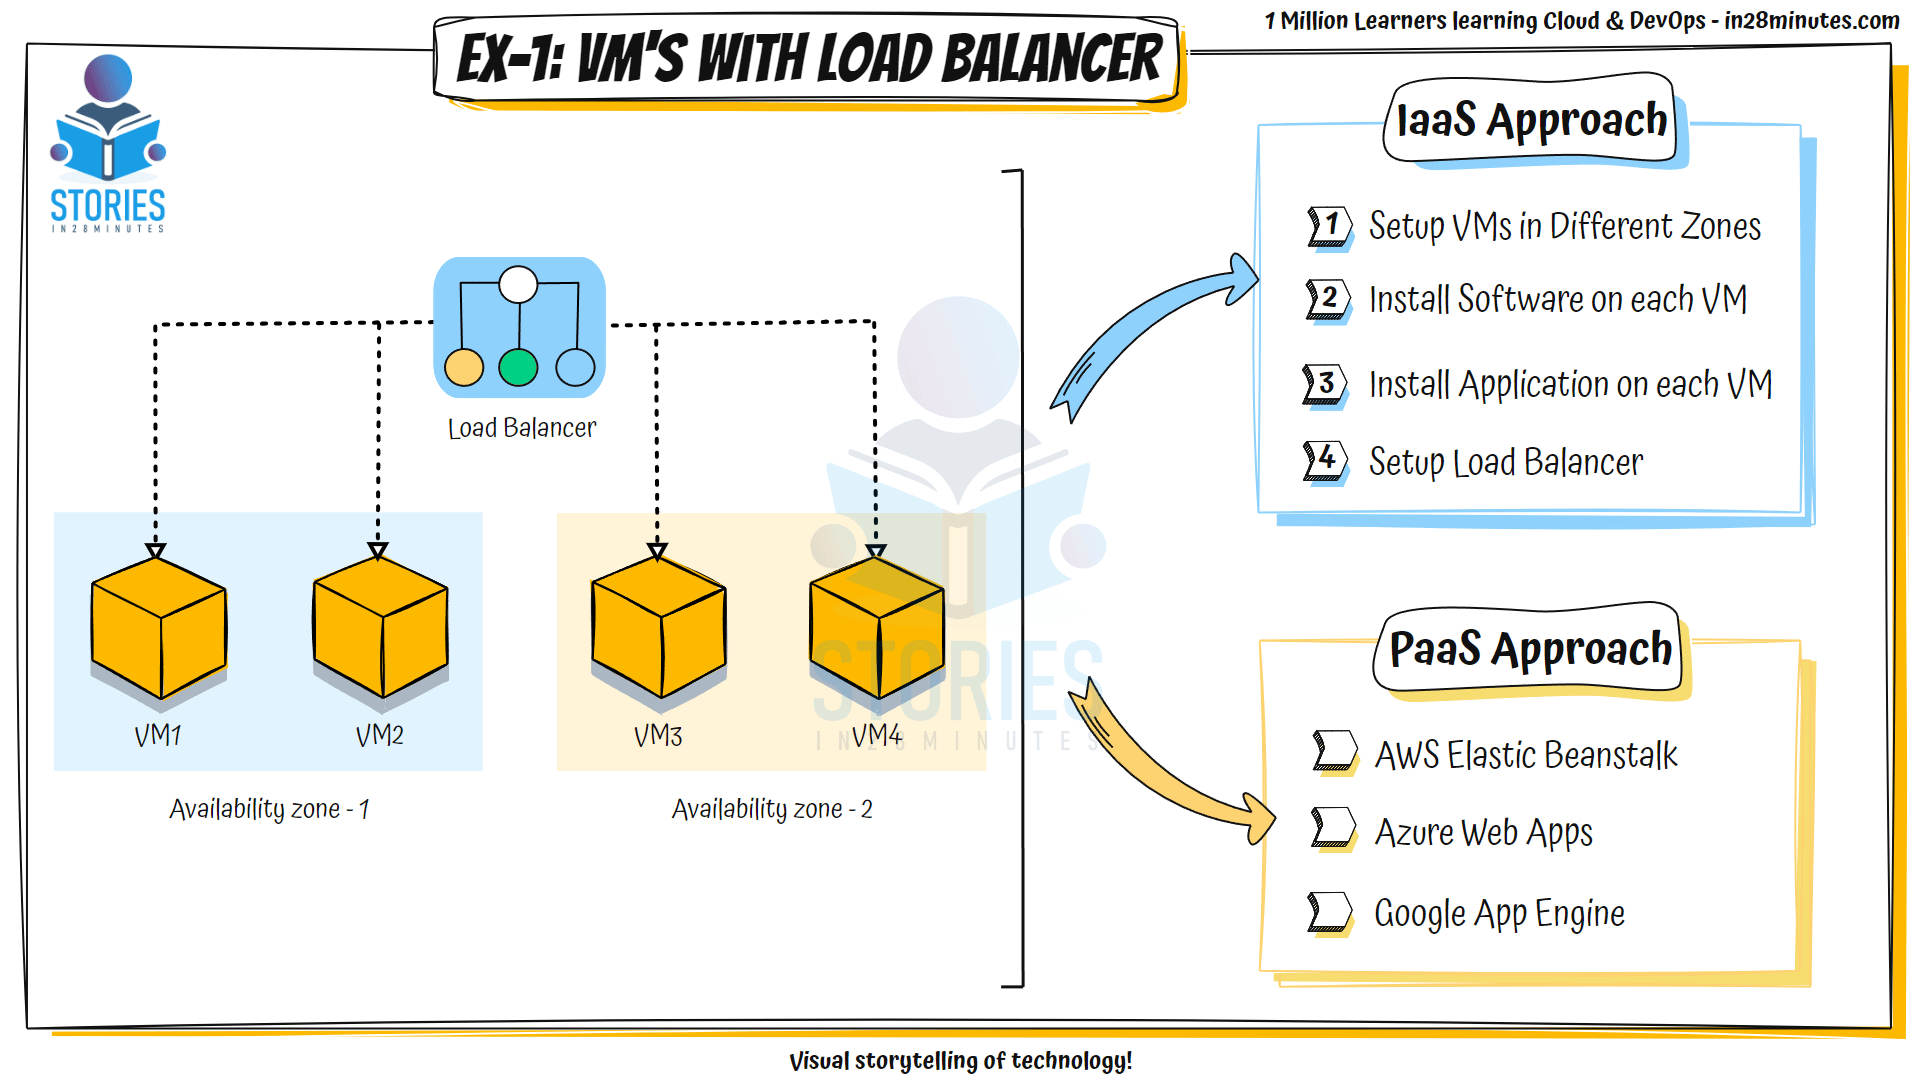 1 Million Learners learning Cloud & DevOps - in28minutes.com
EX-1: VM'S WITH LOAD BALANCER
STORIES
IN28MINUTES
Load Balancer
VM1
VM2
VM3
VM4
Availability zone - 1
Availability zone - 2
STORIES
IN28MINUTES
IaaS Approach
1 Setup VMs in Different Zones
2 Install Software on each VM
3 Install Application on each VM
4 Setup Load Balancer
PaaS Approach
AWS Elastic Beanstalk
Azure Web Apps
Google App Engine
Visual storytelling of technology!